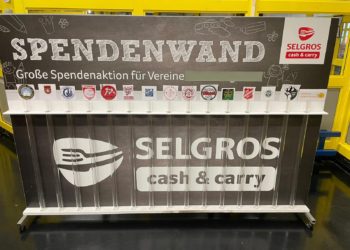 SPENDENWAND
Große Spendenaktion für Vereine
SELGROS
cash & carry
SELGROS
cash & carry